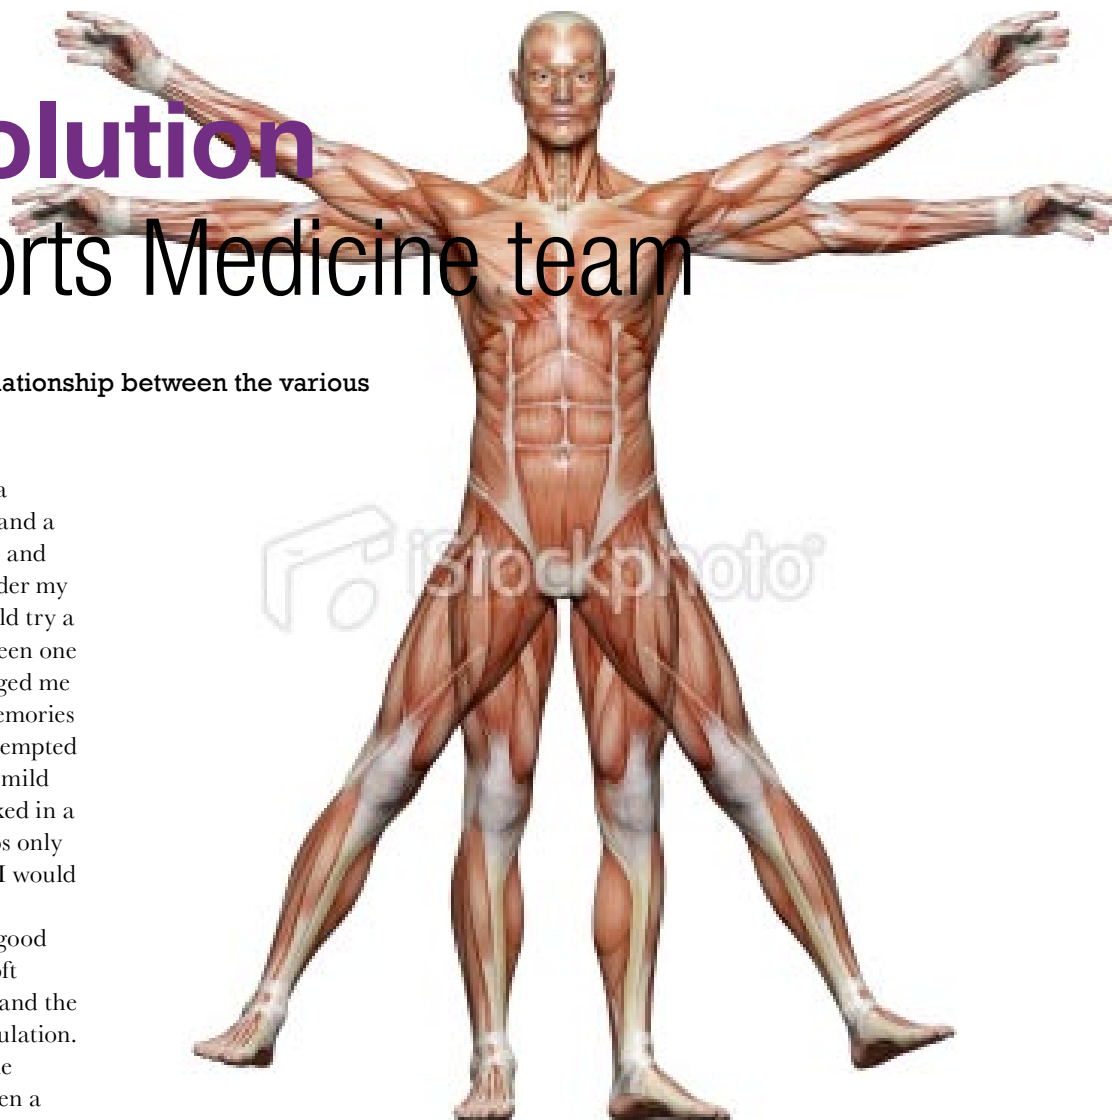 olution
orts Medicine team
lationship between the various
a
and a
and
der my
ld try a
een one
ged me
emories
empted
mild
ked in a
s only
I would
good
oft
and the
ulation.
e
en a
iStockphoto®